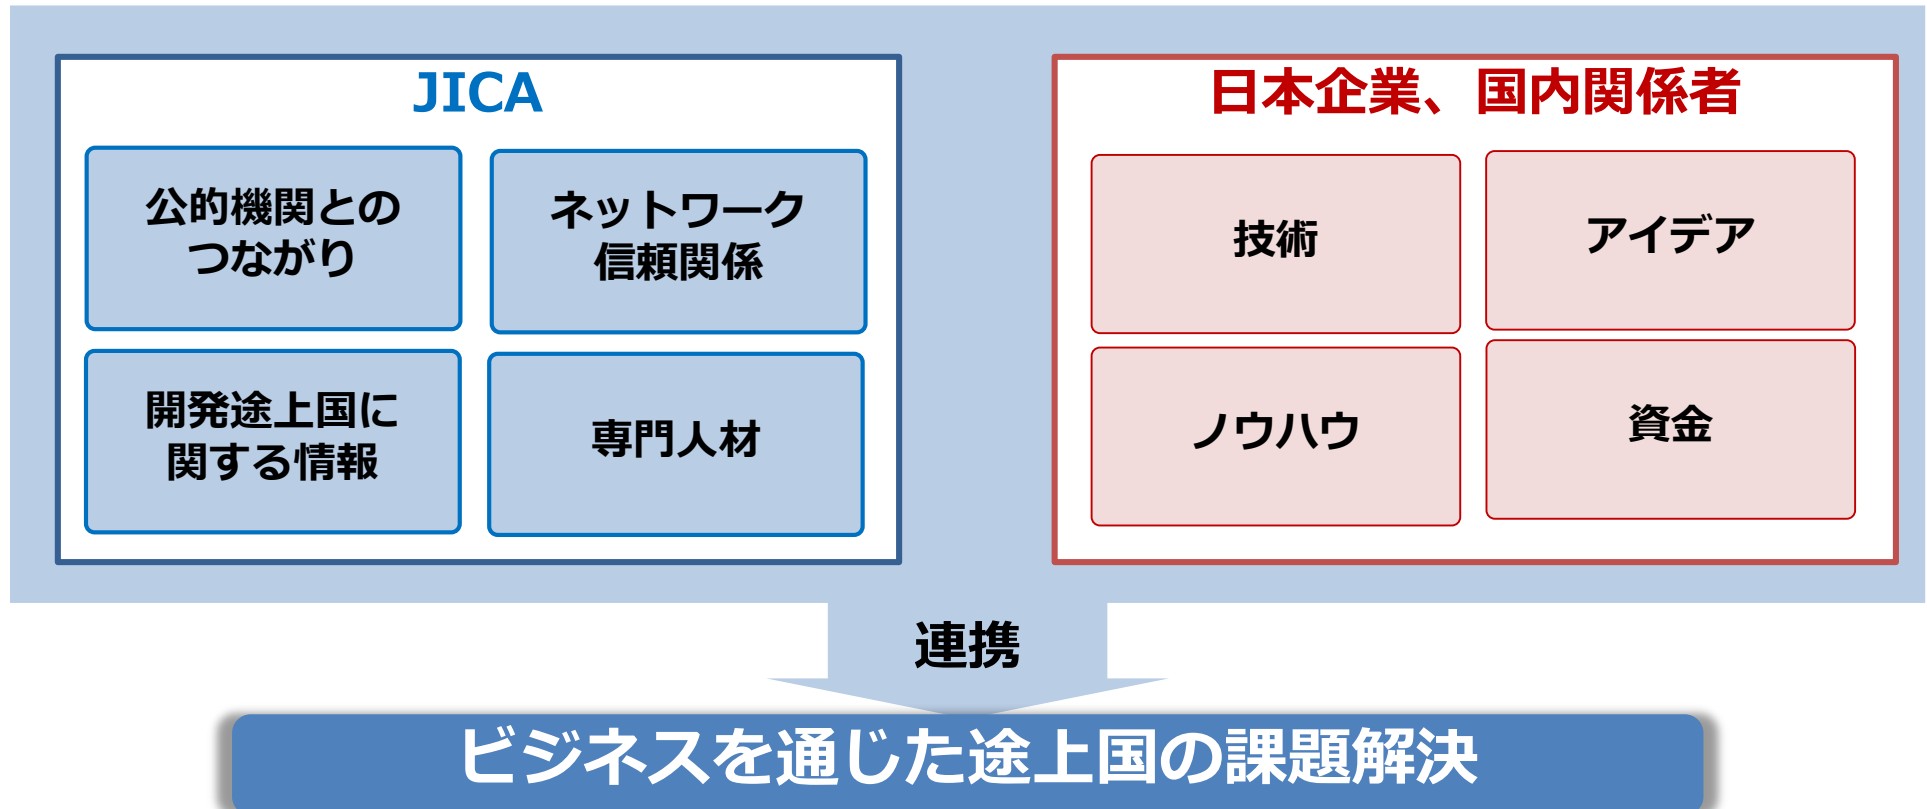 JICA
公的機関との
つながり
ネットワーク
信頼関係
開発途上国に
関する情報
専門人材
日本企業、国内関係者
技術
アイデア
ノウハウ
資金
連携
ビジネスを通じた途上国の課題解決